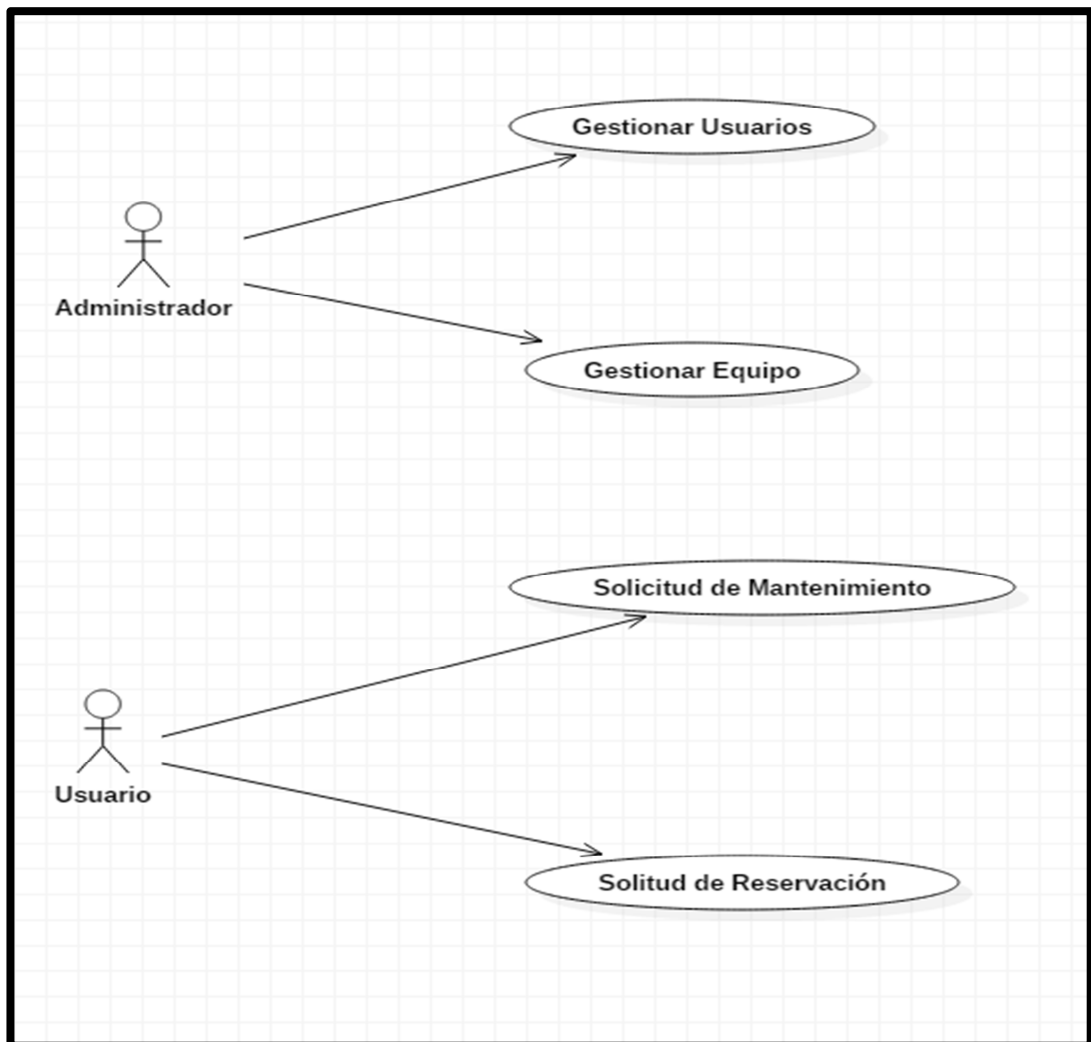 Gestionar Usuarios
Administrador
Gestionar Equipo
Solicitud de Mantenimiento
Usuario
Solitud de Reservación